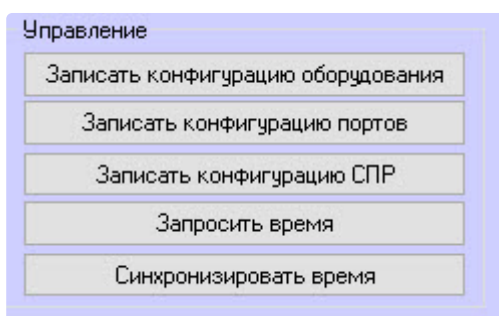 Управление
Записать конфигурацию оборудования
Записать конфигурацию портов
Записать конфигурацию СПР
Запросить время
Синхронизировать время